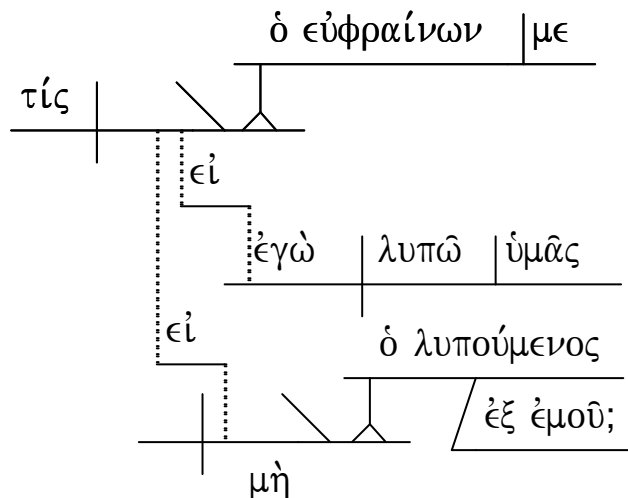 ὁ εὐφραίνων με
τίς
εἰ
ἐγὼ λυπῶ ὑμᾶς
εἰ
ὁ λυπούμενος
ἐξ ἐμοῦ;
μὴ